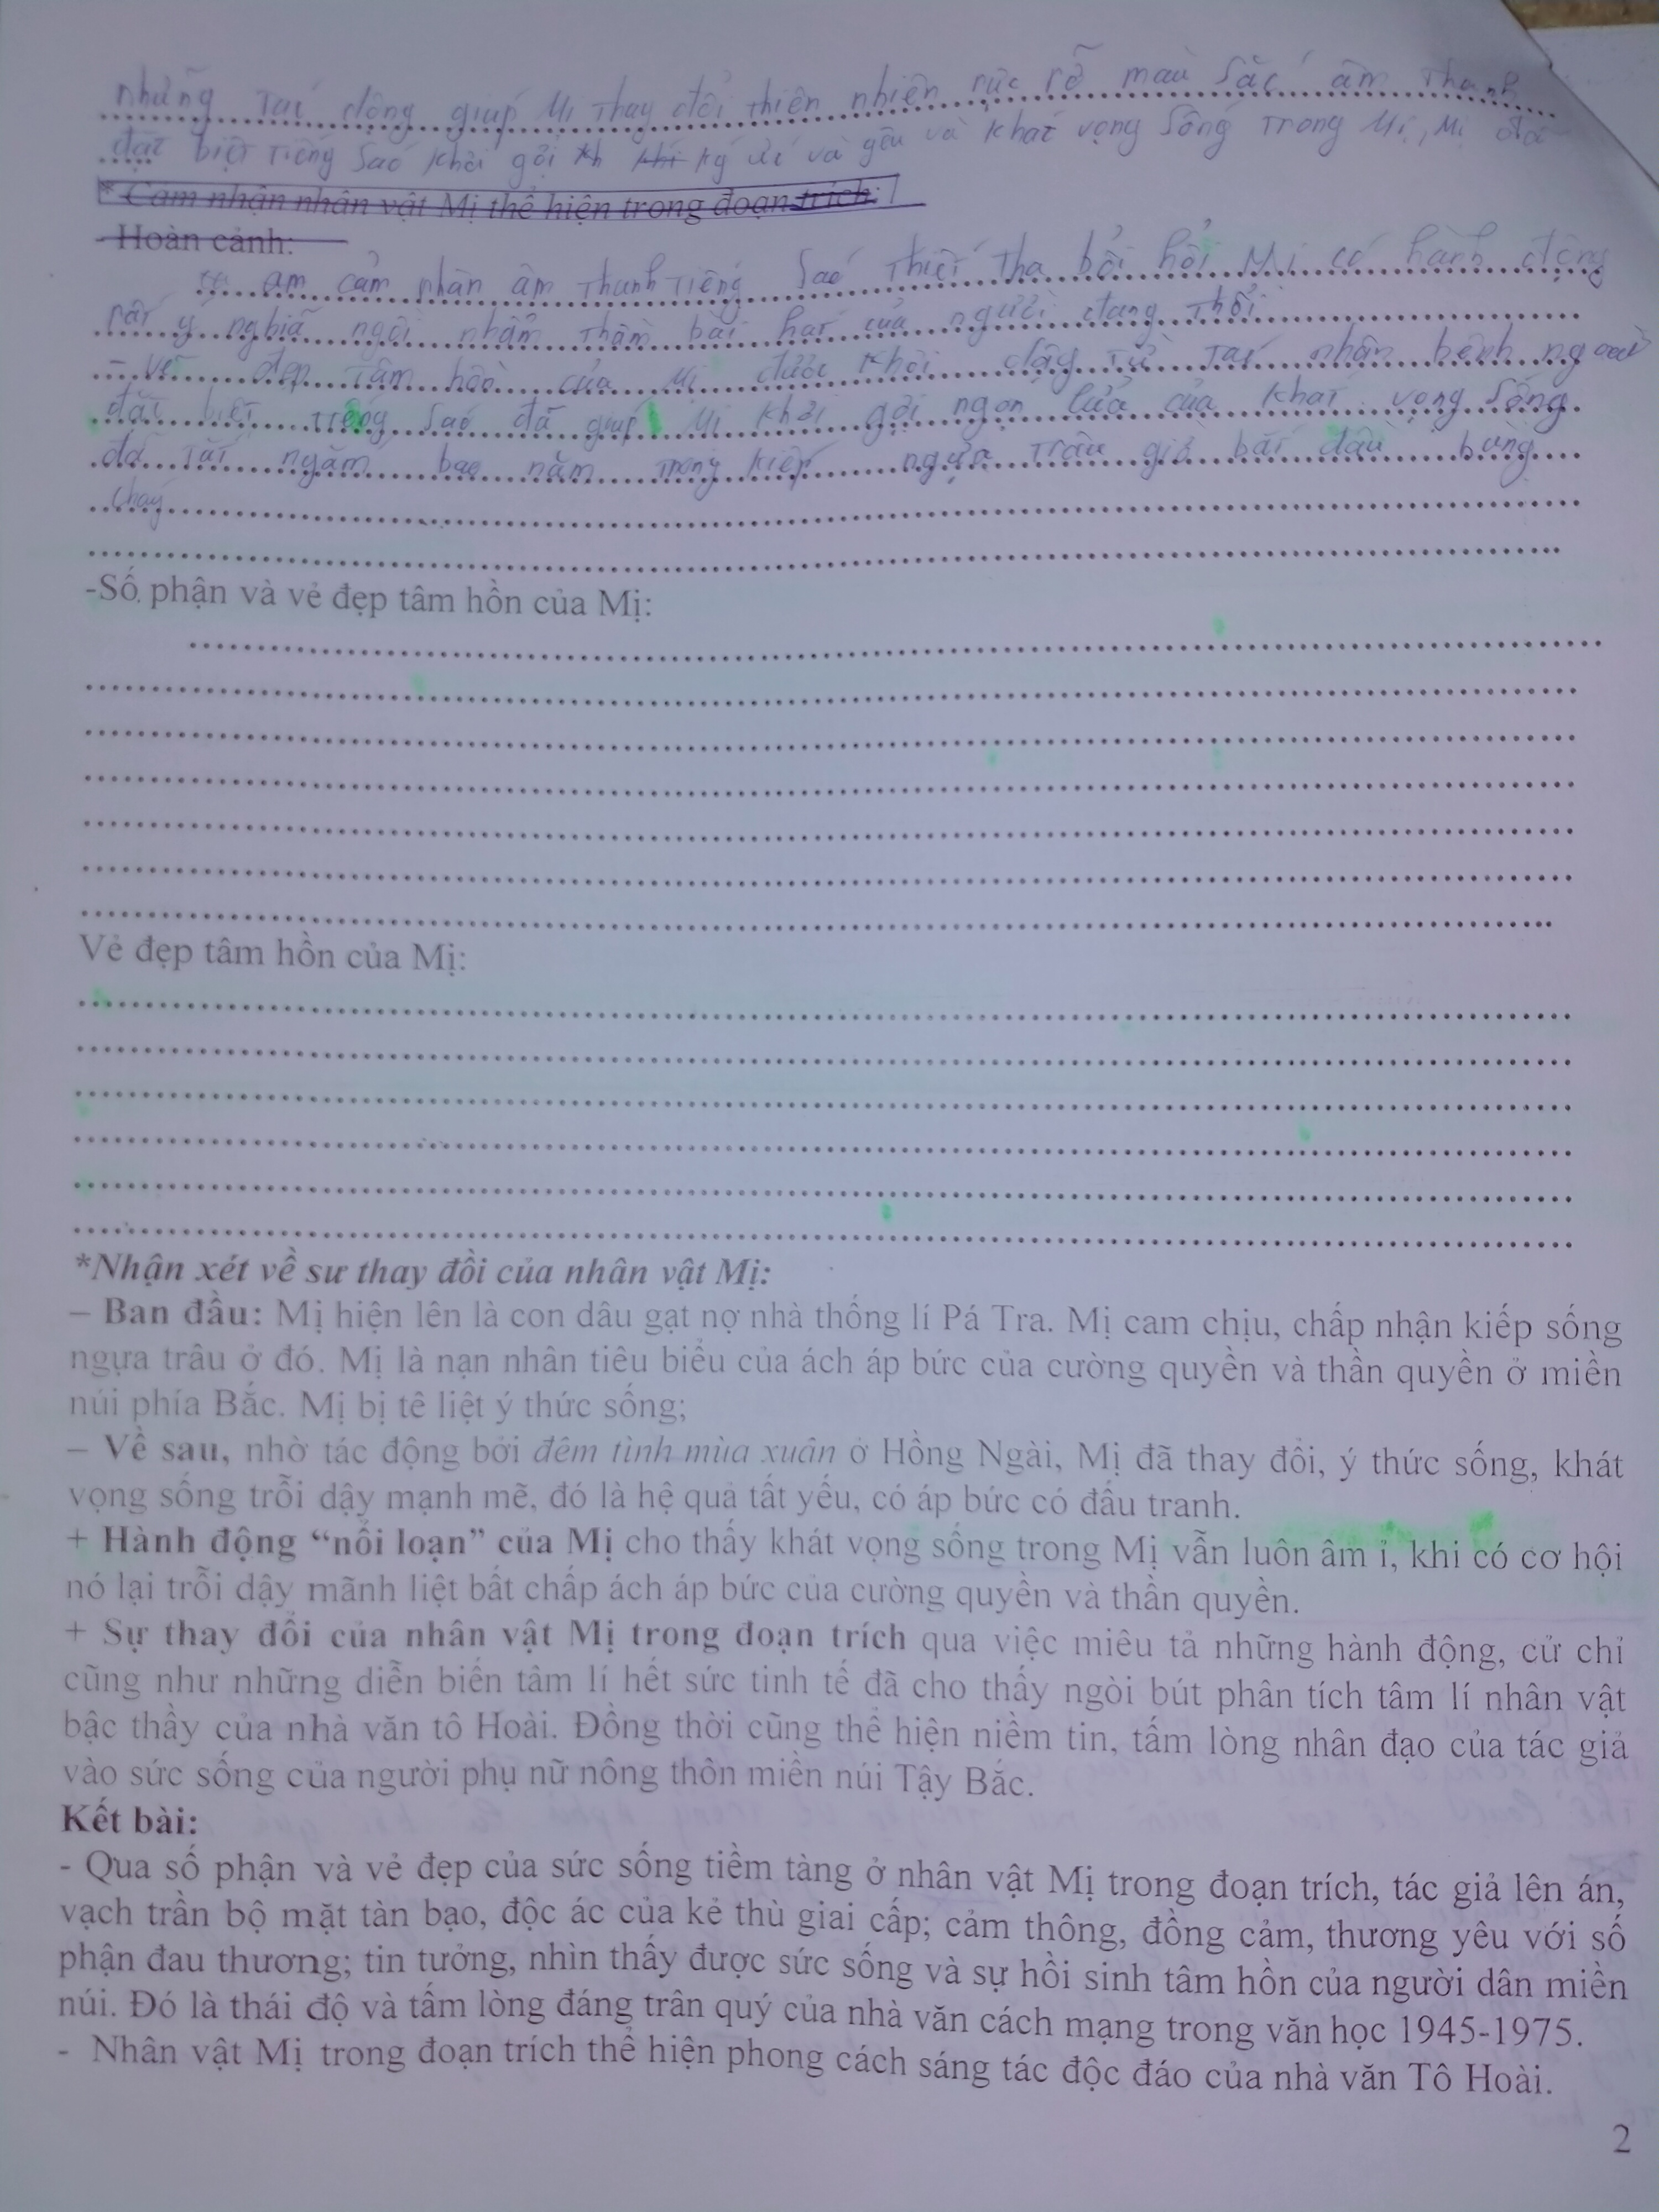 những tác động giúp Mị thay đổi thiên nhiên rực rỡ màu sắc âm thanh
đặc biệt tiếng sáo khơi gợi ký ức và yêu và khát vọng sống trong Mị, Mị đã
* Cảm nhận nhân vật Mị thể hiện trong đoạn trích:
- Hoàn cảnh:
am cảm nhận âm thanh tiếng sáo thiết tha bổi hổi Mị có hành động
rất ý nghĩa ngồi nhẩm thầm bài hát của người đang thổi
- vẻ đẹp tâm hồn của Mị được khơi dậy từ tác nhân bên ngoài
đặc biệt tiếng sáo đã giúp Mị khơi gợi ngọn lửa của khát vọng sống
đã tắt ngấm bao năm trong kiếp ngựa trâu giờ bắt đầu bùng
cháy
-Số phận và vẻ đẹp tâm hồn của Mị:
Vẻ đẹp tâm hồn của Mị:
*Nhận xét về sự thay đổi của nhân vật Mị:
– Ban đầu: Mị hiện lên là con dâu gạt nợ nhà thống lí Pá Tra. Mị cam chịu, chấp nhận kiếp sống
ngựa trâu ở đó. Mị là nạn nhân tiêu biểu của ách áp bức của cường quyền và thần quyền ở miền
núi phía Bắc. Mị bị tê liệt ý thức sống;
– Về sau, nhờ tác động bởi đêm tình mùa xuân ở Hồng Ngài, Mị đã thay đổi, ý thức sống, khát
vọng sống trỗi dậy mạnh mẽ, đó là hệ quả tất yếu, có áp bức có đấu tranh.
+ Hành động “nổi loạn” của Mị cho thấy khát vọng sống trong Mị vẫn luôn âm ỉ, khi có cơ hội
nó lại trỗi dậy mãnh liệt bất chấp ách áp bức của cường quyền và thần quyền.
+ Sự thay đổi của nhân vật Mị trong đoạn trích qua việc miêu tả những hành động, cử chỉ
cũng như những diễn biến tâm lí hết sức tinh tế đã cho thấy ngòi bút phân tích tâm lí nhân vật
bậc thầy của nhà văn tô Hoài. Đồng thời cũng thể hiện niềm tin, tấm lòng nhân đạo của tác giả
vào sức sống của người phụ nữ nông thôn miền núi Tậy Bắc.
Kết bài:
- Qua số phận và vẻ đẹp của sức sống tiềm tàng ở nhân vật Mị trong đoạn trích, tác giả lên án,
vạch trần bộ mặt tàn bạo, độc ác của kẻ thù giai cấp; cảm thông, đồng cảm, thương yêu với số
phận đau thương; tin tưởng, nhìn thấy được sức sống và sự hồi sinh tâm hồn của người dân miền
núi. Đó là thái độ và tấm lòng đáng trân quý của nhà văn cách mạng trong văn học 1945-1975.
- Nhân vật Mị trong đoạn trích thể hiện phong cách sáng tác độc đáo của nhà văn Tô Hoài.
2